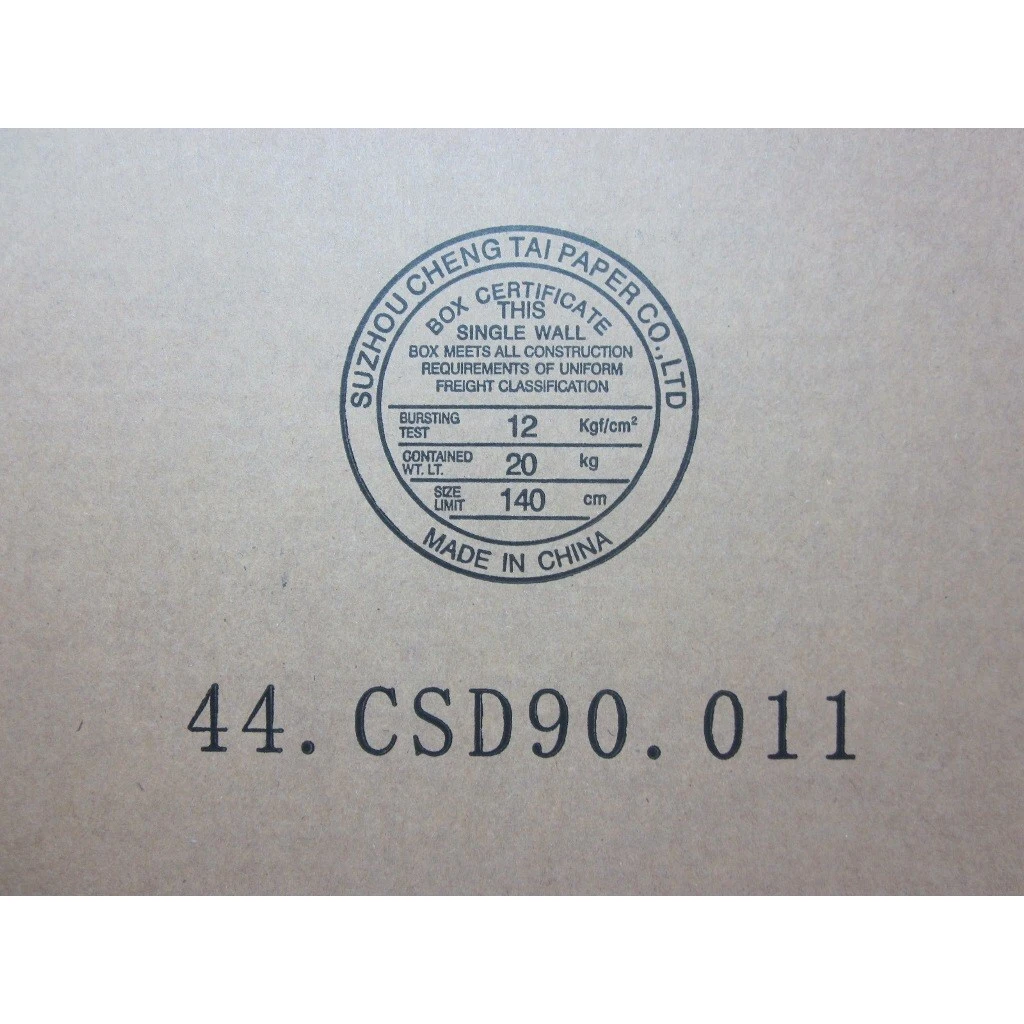 SUZHOU CHENG TAI PAPER CO.,LTD
BOX CERTIFICATE
THIS
SINGLE WALL
BOX MEETS ALL CONSTRUCTION
REQUIREMENTS OF UNIFORM
FREIGHT CLASSIFICATION
BURSTING TEST 12 Kgf/cm²
CONTAINED WT. LT. 20 kg
SIZE LIMIT 140 cm
MADE IN CHINA
44.CSD90.011